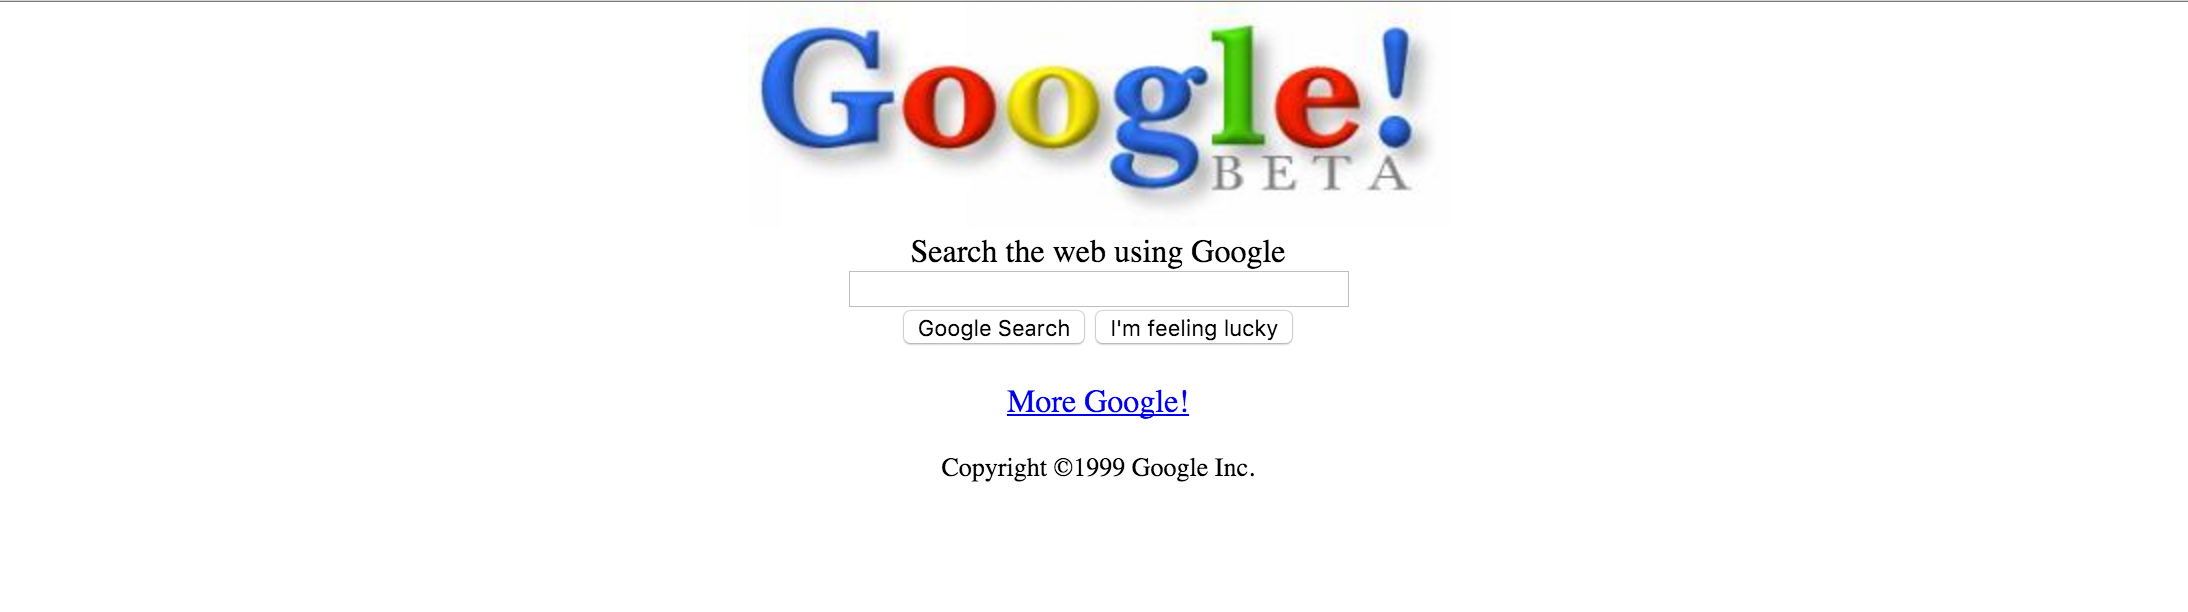 Google!
BETA
Search the web using Google
Google Search I'm feeling lucky
More Google!
Copyright ©1999 Google Inc.